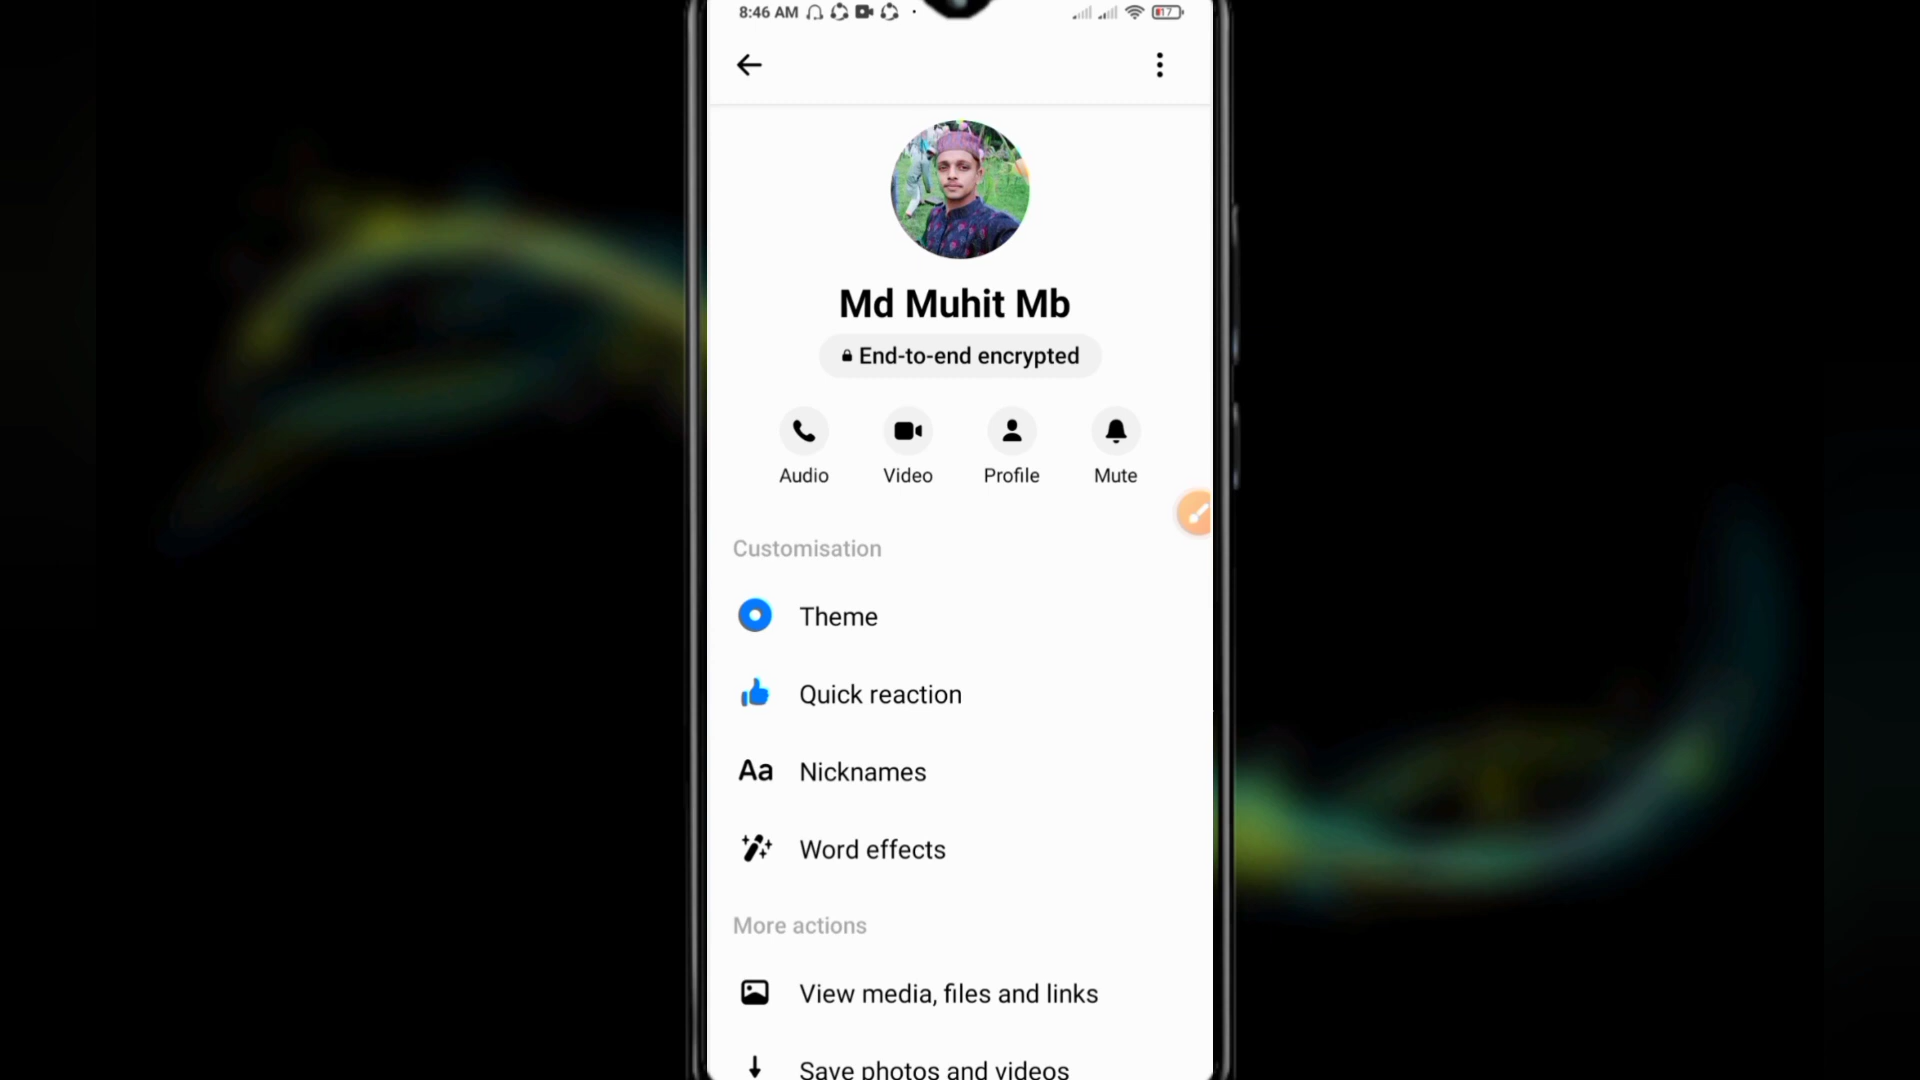 8:46 AM
17
Md Muhit Mb
End-to-end encrypted
Audio Video Profile Mute
Customisation
Theme
Quick reaction
Aa Nicknames
Word effects
More actions
View media, files and links
Save photos and videos